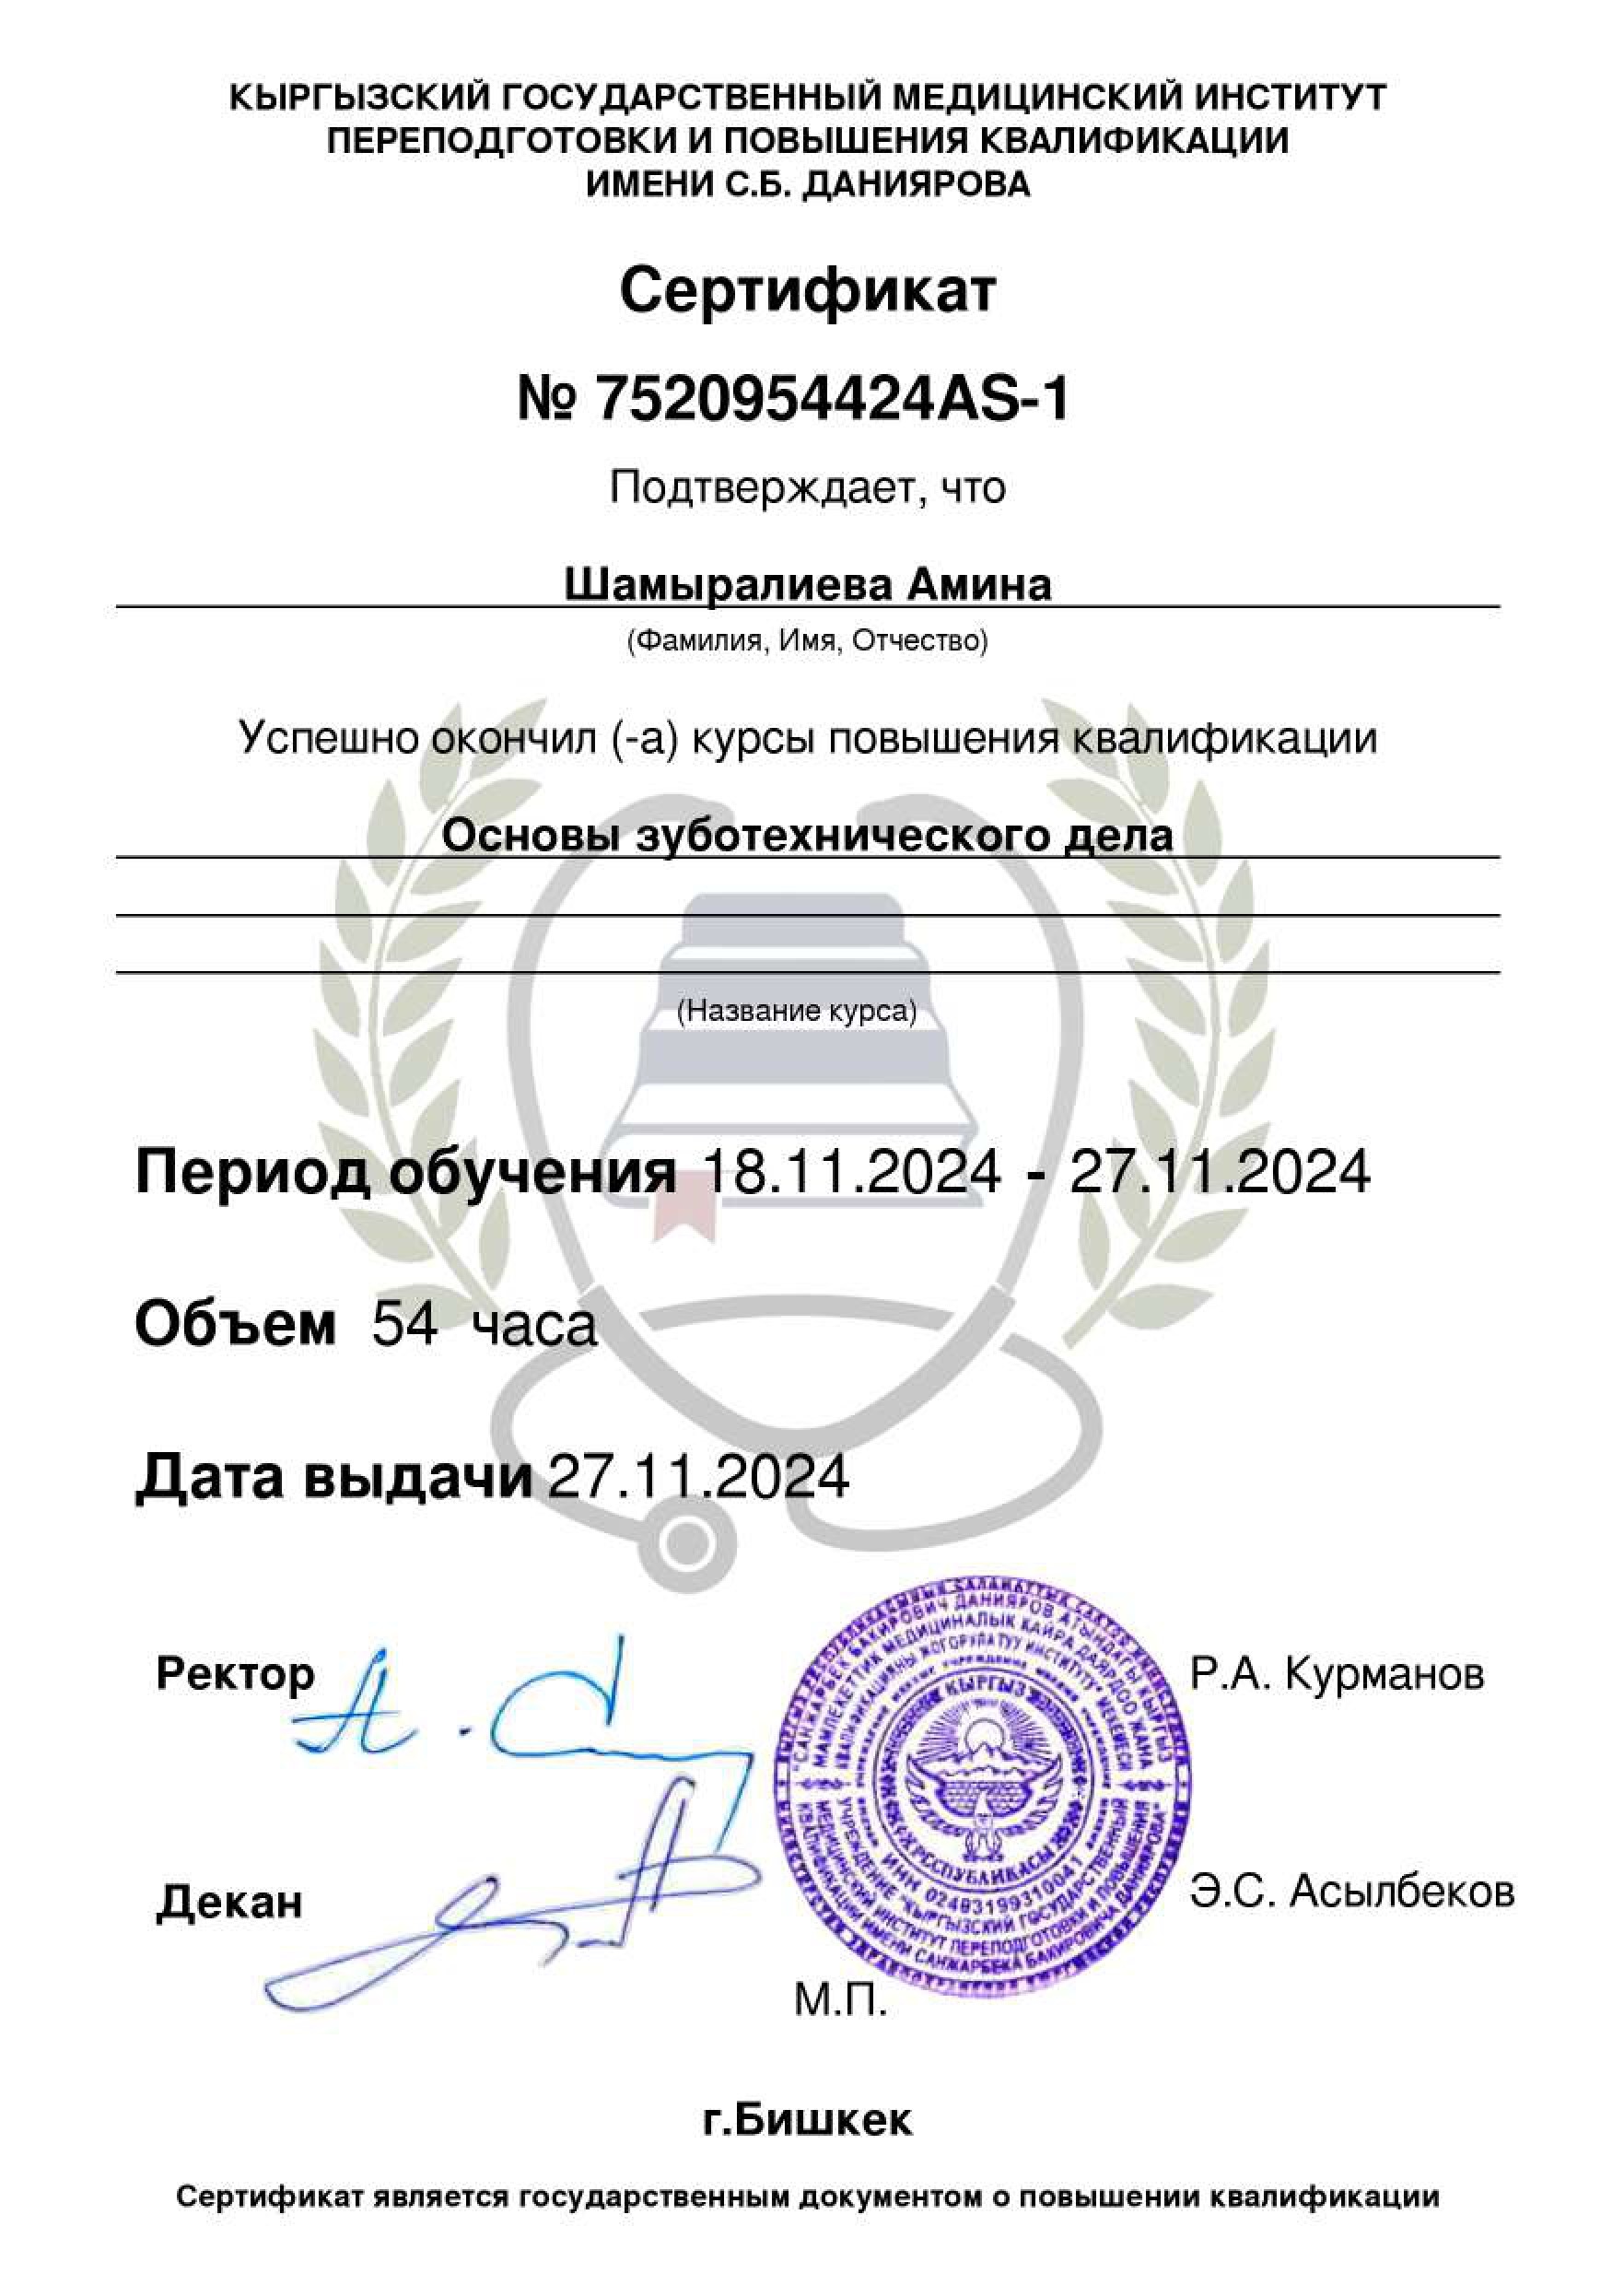 КЫРГЫЗСКИЙ ГОСУДАРСТВЕННЫЙ МЕДИЦИНСКИЙ ИНСТИТУТ
ПЕРЕПОДГОТОВКИ И ПОВЫШЕНИЯ КВАЛИФИКАЦИИ
ИМЕНИ С.Б. ДАНИЯРОВА
Сертификат
№ 7520954424AS-1
Подтверждает, что
Шамыралиева Амина
(Фамилия, Имя, Отчество)
Успешно окончил (-а) курсы повышения квалификации
Основы зуботехнического дела
(Название курса)
Период обучения 18.11.2024 - 27.11.2024
Объем 54 часа
Дата выдачи 27.11.2024
Ректор
Р.А. Курманов
"САНЖАРБЕК БАКИРОВИЧ ДАНИЯРОВ АТЫНДАГЫ КЫРГЫЗ
МАМЛЕКЕТТИК МЕДИЦИНАЛЫК КАЙРА ДАЯРДОО ЖАНА
КВАЛИФИКАЦИЯНЫ ЖОГОРУЛАТУУ ИНСТИТУТУ" МЕКЕМЕСИ
КЫРГЫЗ
РЕСПУБЛИКАСЫ
ИНН 02483199310041
УЧРЕЖДЕНИЕ "КЫРГЫЗСКИЙ ГОСУДАРСТВЕННЫЙ
МЕДИЦИНСКИЙ ИНСТИТУТ ПЕРЕПОДГОТОВКИ И ПОВЫШЕНИЯ
КВАЛИФИКАЦИИ ИМЕНИ САНЖАРБЕКА БАКИРОВИЧА ДАНИЯРОВА"
Декан
Э.С. Асылбеков
М.П.
г.Бишкек
Сертификат является государственным документом о повышении квалификации